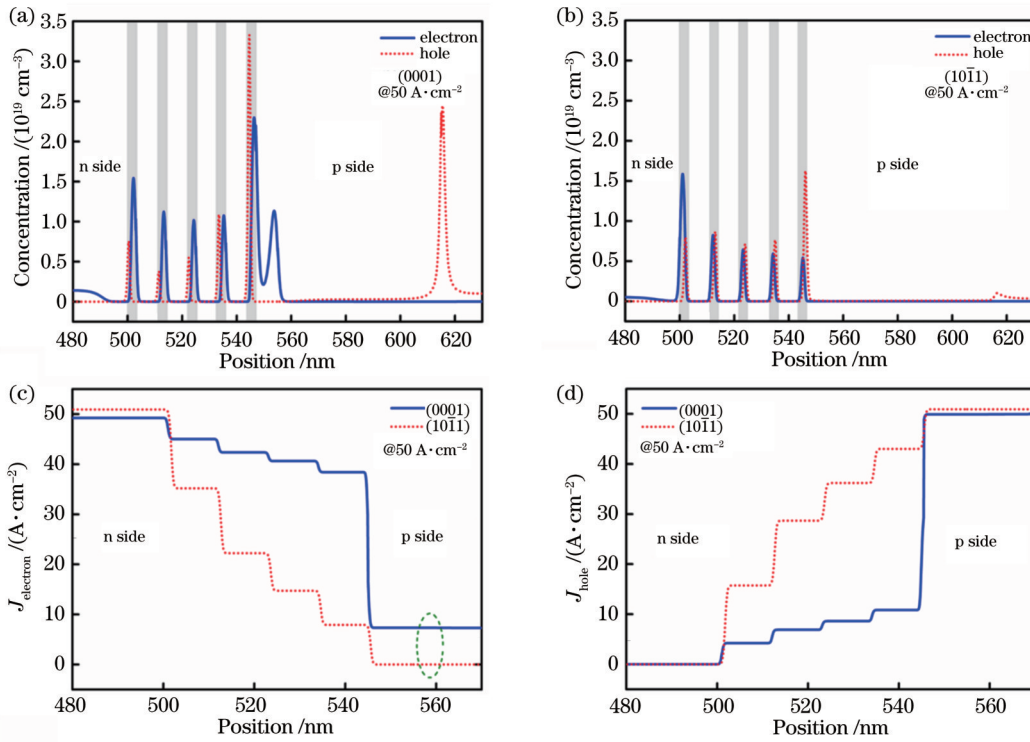 (a)
3.5
3.0
2.5
2.0
1.5
1.0
0.5
0
Concentration /(10¹⁹ cm⁻³)
electron
hole
(0001)
@50 A·cm⁻²
n side
p side
480 500 520 540 560 580 600 620
Position /nm
(b)
3.5
3.0
2.5
2.0
1.5
1.0
0.5
0
Concentration /(10¹⁹ cm⁻³)
electron
hole
(101̄1)
@50 A·cm⁻²
n side
p side
480 500 520 540 560 580 600 620
Position /nm
(c)
50
40
30
20
10
0
J_electron /(A·cm⁻²)
(0001)
(101̄1)
@50 A·cm⁻²
n side
p side
480 500 520 540 560
Position /nm
(d)
50
40
30
20
10
0
J_hole /(A·cm⁻²)
(0001)
(101̄1)
@50 A·cm⁻²
n side
p side
480 500 520 540 560
Position /nm